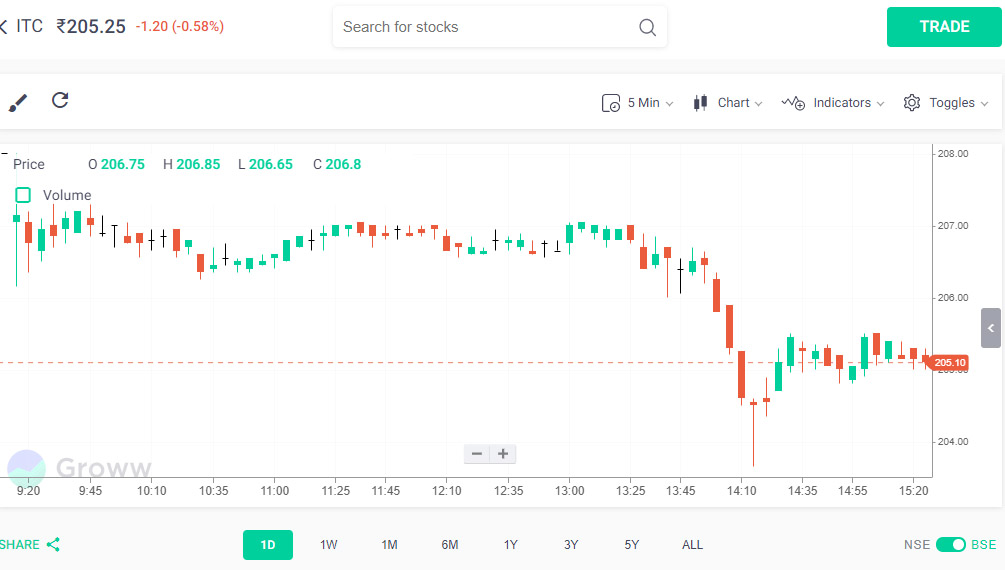 ITC ₹205.25 -1.20 (-0.58%) Search for stocks TRADE
5 Min Chart Indicators Toggles
Price O 206.75 H 206.85 L 206.65 C 206.8
Volume
208.00
207.00
206.00
205.10
205.00
204.00
Groww
9:20 9:45 10:10 10:35 11:00 11:25 11:45 12:10 12:35 13:00 13:25 13:45 14:10 14:35 14:55 15:20
SHARE 1D 1W 1M 6M 1Y 3Y 5Y ALL NSE BSE